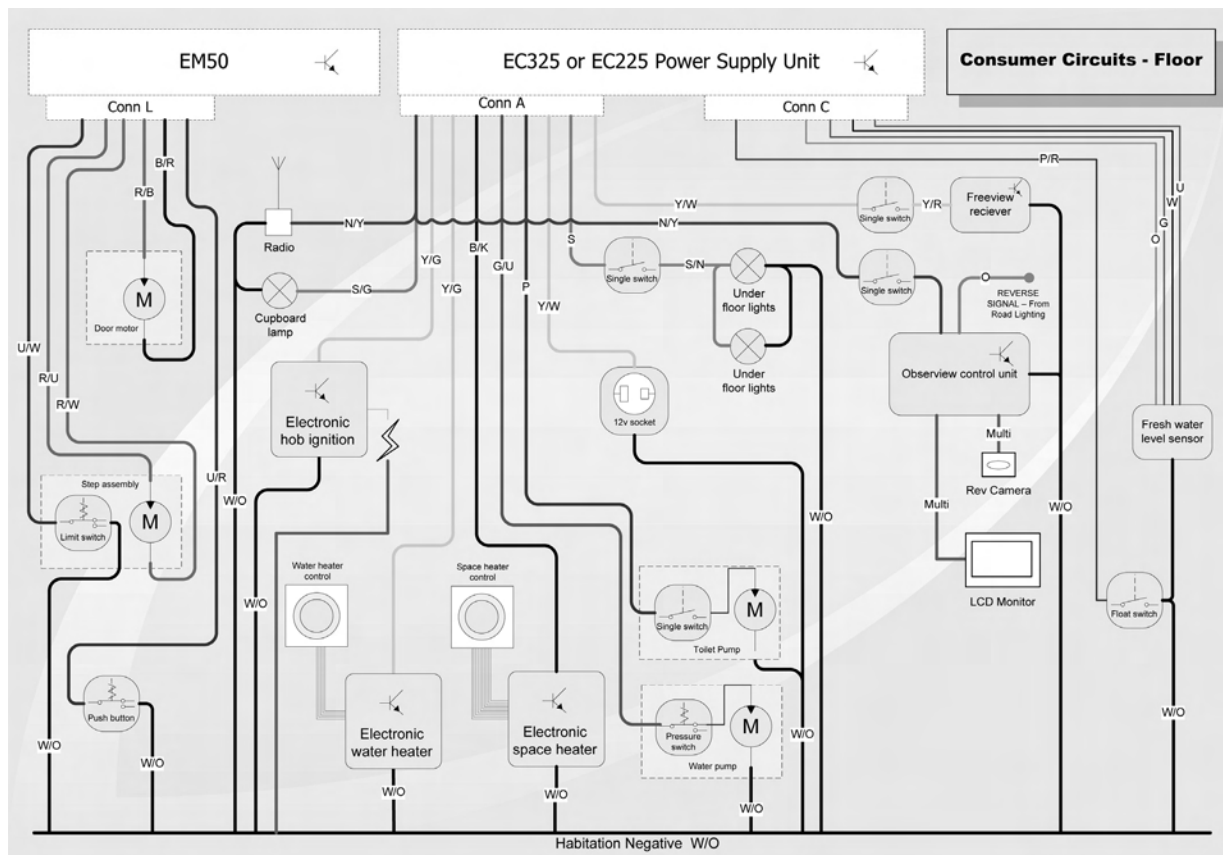 EM50
EC325 or EC225 Power Supply Unit
Consumer Circuits - Floor
Conn L
Conn A
Conn C
B/R
R/B
P/R
U
W
G
O
Y/W
Single switch
Y/R
Freeview
reciever
N/Y
N/Y
Radio
Y/G
B/K
G/U
S
Single switch
S/N
Under
floor lights
Single switch
O
REVERSE
SIGNAL – From
Road Lighting
S/G
Y/G
P
Y/W
Cupboard
lamp
M
Door motor
U/W
R/U
R/W
Under
floor lights
Obserview control unit
Electronic
hob ignition
12v socket
Fresh water
level sensor
Multi
Rev Camera
Step assembly
U/R
W/O
Limit switch
M
W/O
Multi
W/O
LCD Monitor
Water heater
control
Space heater
control
W/O
Single switch
M
Toilet Pump
Float switch
Push button
Electronic
water heater
Electronic
space heater
Pressure
switch
M
Water pump
W/O
W/O
W/O
W/O
W/O
W/O
W/O
W/O
Habitation Negative W/O